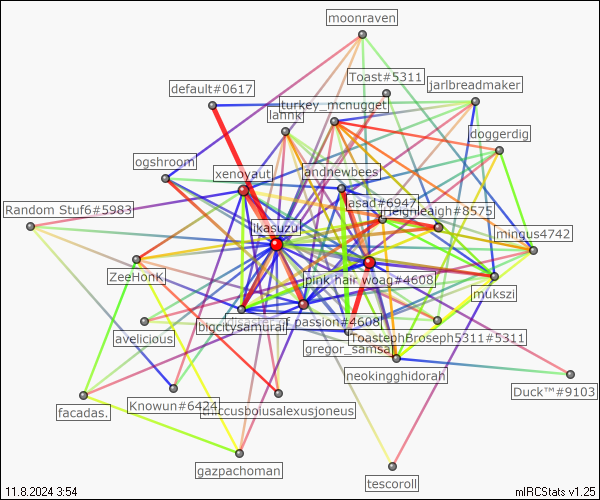 moonraven
Toast#5311
default#0617
jarlbreadmaker
turkey_mcnugget
lahnk
doggerdig
ogshroom
xenoyaut
andnewbees
asad#6947
Random Stuf6#5983
heighleaigh#8575
ikasuzu
mingus4742
ZeeHonK
pink hair woag#4608
mukszi
avelicious
bigcitysamurai
of passion#4608
ToastephBroseph5311#5311
gregor_samsa
neokingghidorah
Duck™#9103
facadas.
Knowun#6424
gazpachoman
tescoroll
11.8.2024 3:54
mIRCStats v1.25